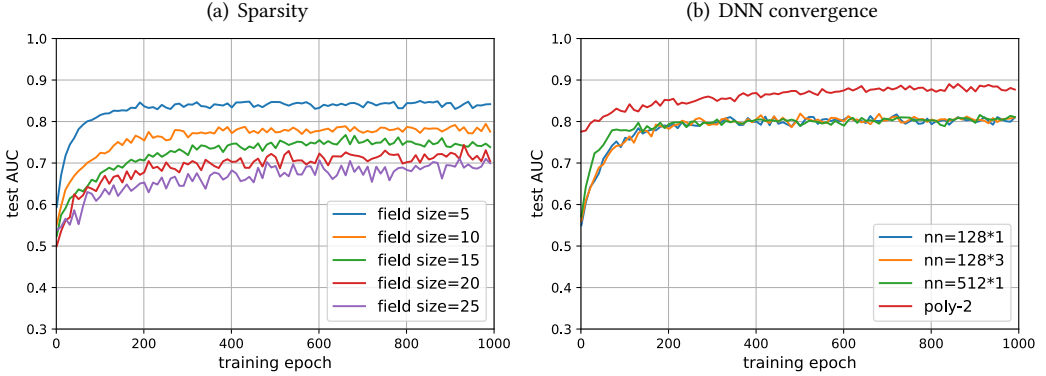 (a) Sparsity
1.0
0.9
0.8
0.7
0.6
0.5
0.4
0.3
test AUC
0
200
400
600
800
1000
training epoch
field size=5
field size=10
field size=15
field size=20
field size=25
(b) DNN convergence
1.0
0.9
0.8
0.7
0.6
0.5
0.4
0.3
test AUC
0
200
400
600
800
1000
training epoch
nn=128*1
nn=128*3
nn=512*1
poly-2